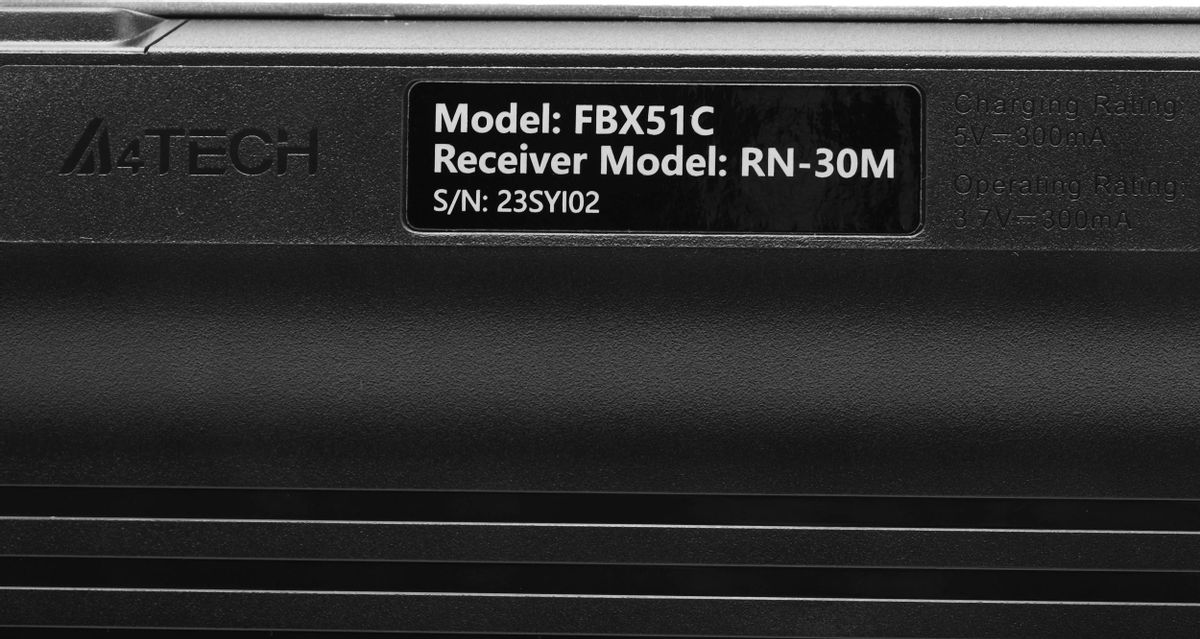 A4TECH
Model: FBX51C
Receiver Model: RN-30M
S/N: 23SYI02
Charging Rating:
5V⎓300mA
Operating Rating:
3.7V⎓300mA